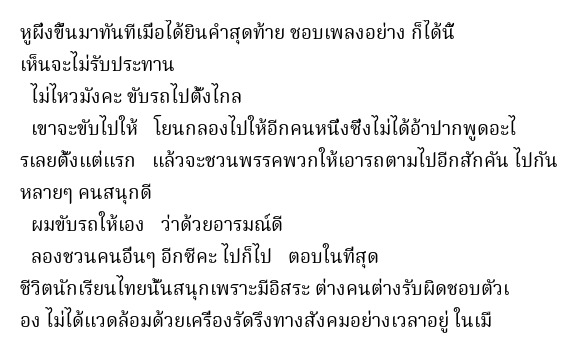 หูผึ่งขึ้นมาทันทีเมื่อได้ยินคำสุดท้าย ชอบเพลงอย่าง ก็ได้นี่
เห็นจะไม่รับประทาน
ไม่ไหวมังคะ ขับรถไปตั้งไกล
เขาจะขับไปให้ โยนกลองไปให้อีกคนหนึ่งซึ่งไม่ได้อ้าปากพูดอะไ
รเลยตั้งแต่แรก แล้วจะชวนพรรคพวกให้เอารถตามไปอีกสักคัน ไปกัน
หลายๆ คนสนุกดี
ผมขับรถให้เอง ว่าด้วยอารมณ์ดี
ลองชวนคนอื่นๆ อีกซีคะ ไปก็ไป ตอบในที่สุด
ชีวิตนักเรียนไทยนั้นสนุกเพราะมีอิสระ ต่างคนต่างรับผิดชอบตัวเ
อง ไม่ได้แวดล้อมด้วยเครื่องรัดรึงทางสังคมอย่างเวลาอยู่ ในเมื